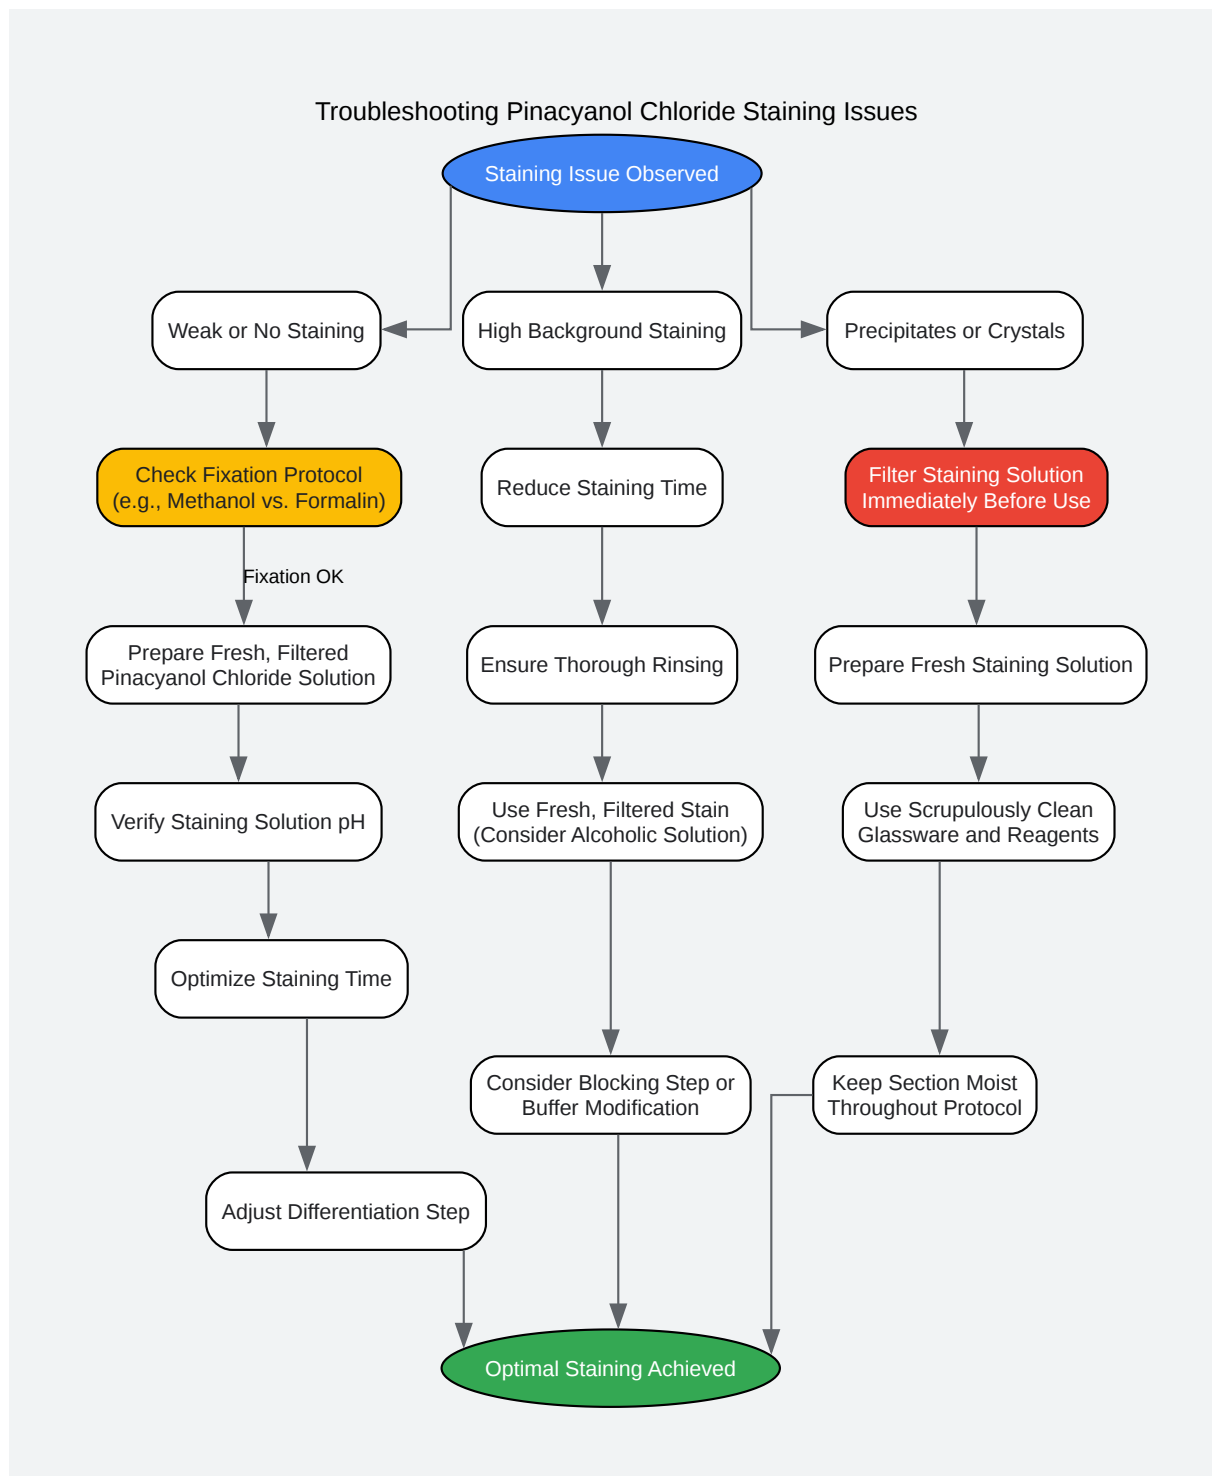 Troubleshooting Pinacyanol Chloride Staining Issues
Staining Issue Observed
Weak or No Staining
High Background Staining
Precipitates or Crystals
Check Fixation Protocol
(e.g., Methanol vs. Formalin)
Reduce Staining Time
Filter Staining Solution
Immediately Before Use
Fixation OK
Prepare Fresh, Filtered
Pinacyanol Chloride Solution
Ensure Thorough Rinsing
Prepare Fresh Staining Solution
Verify Staining Solution pH
Use Fresh, Filtered Stain
(Consider Alcoholic Solution)
Use Scrupulously Clean
Glassware and Reagents
Optimize Staining Time
Consider Blocking Step or
Buffer Modification
Keep Section Moist
Throughout Protocol
Adjust Differentiation Step
Optimal Staining Achieved